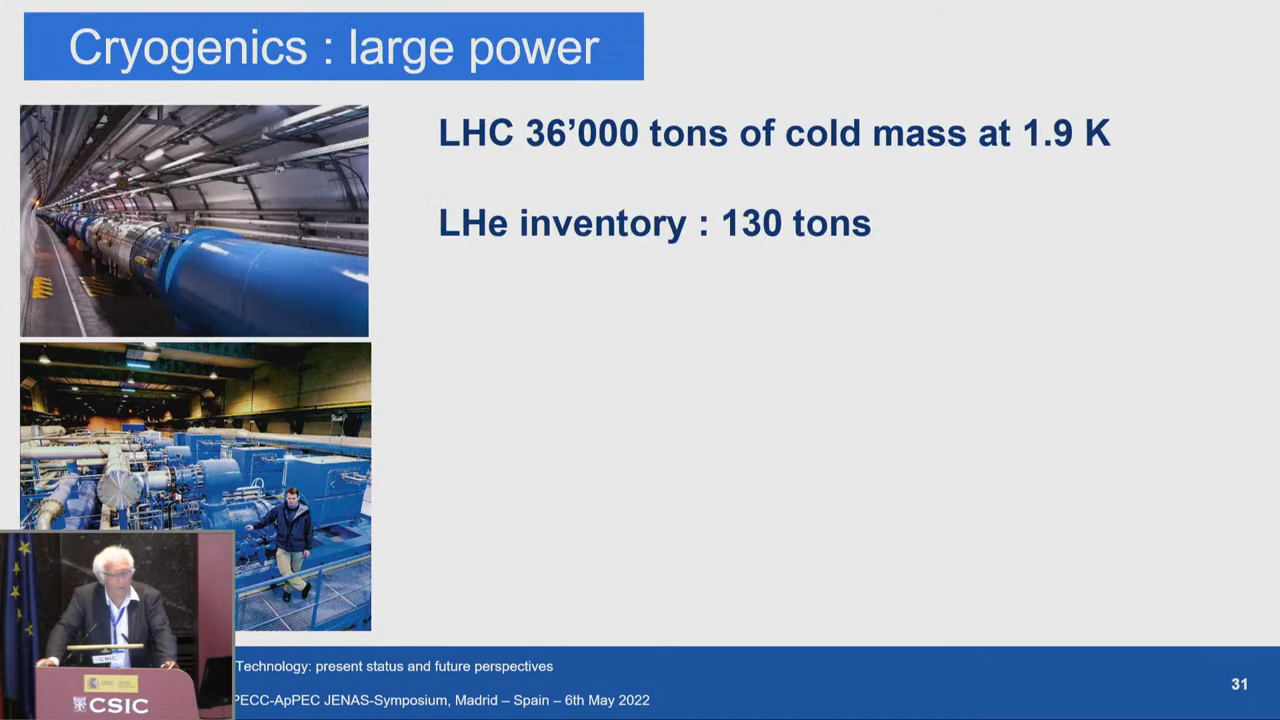 Cryogenics : large power
LHC 36’000 tons of cold mass at 1.9 K
LHe inventory : 130 tons
CSIC
CSIC
Technology: present status and future perspectives
PECC-ApPEC JENAS-Symposium, Madrid – Spain – 6th May 2022
31